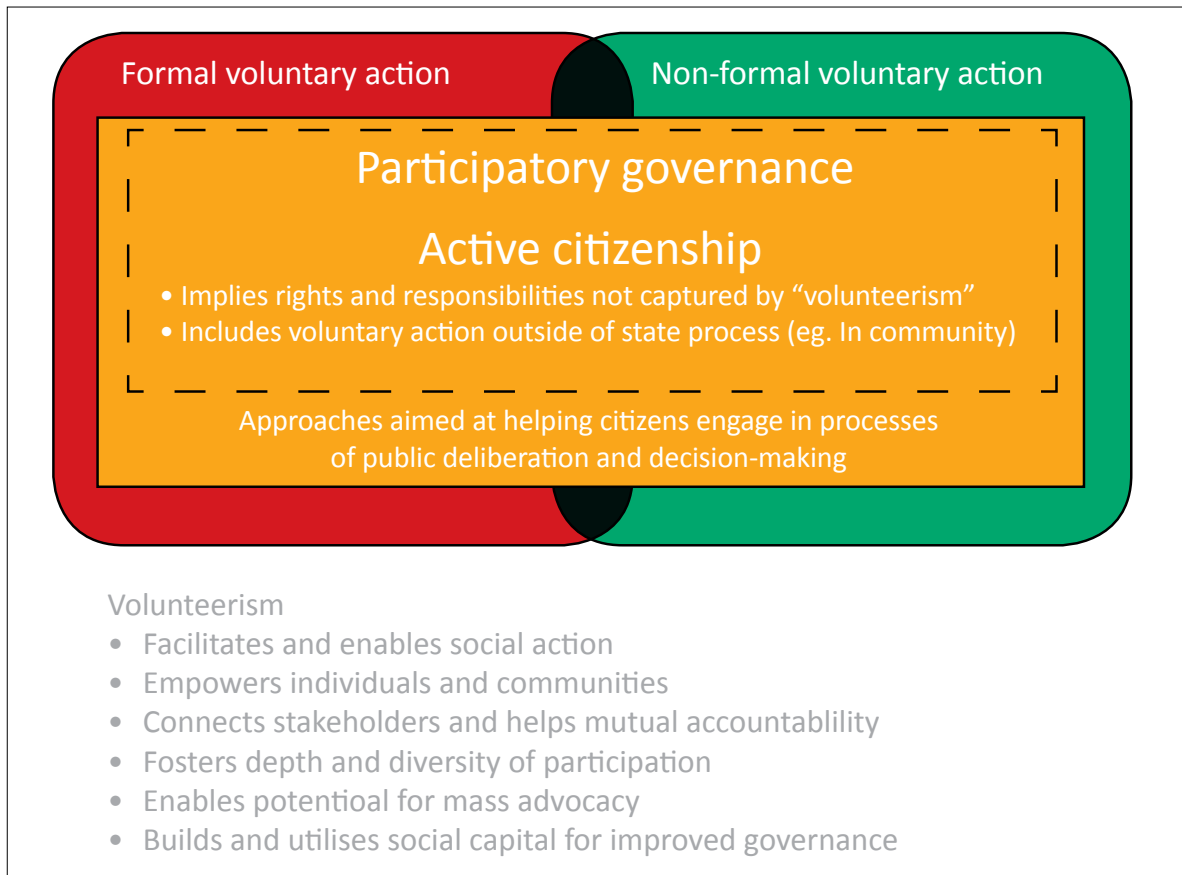 Formal voluntary action
Non-formal voluntary action
Participatory governance
Active citizenship
• Implies rights and responsibilities not captured by “volunteerism”
• Includes voluntary action outside of state process (eg. In community)
Approaches aimed at helping citizens engage in processes
of public deliberation and decision-making
Volunteerism
• Facilitates and enables social action
• Empowers individuals and communities
• Connects stakeholders and helps mutual accountablility
• Fosters depth and diversity of participation
• Enables potentioal for mass advocacy
• Builds and utilises social capital for improved governance